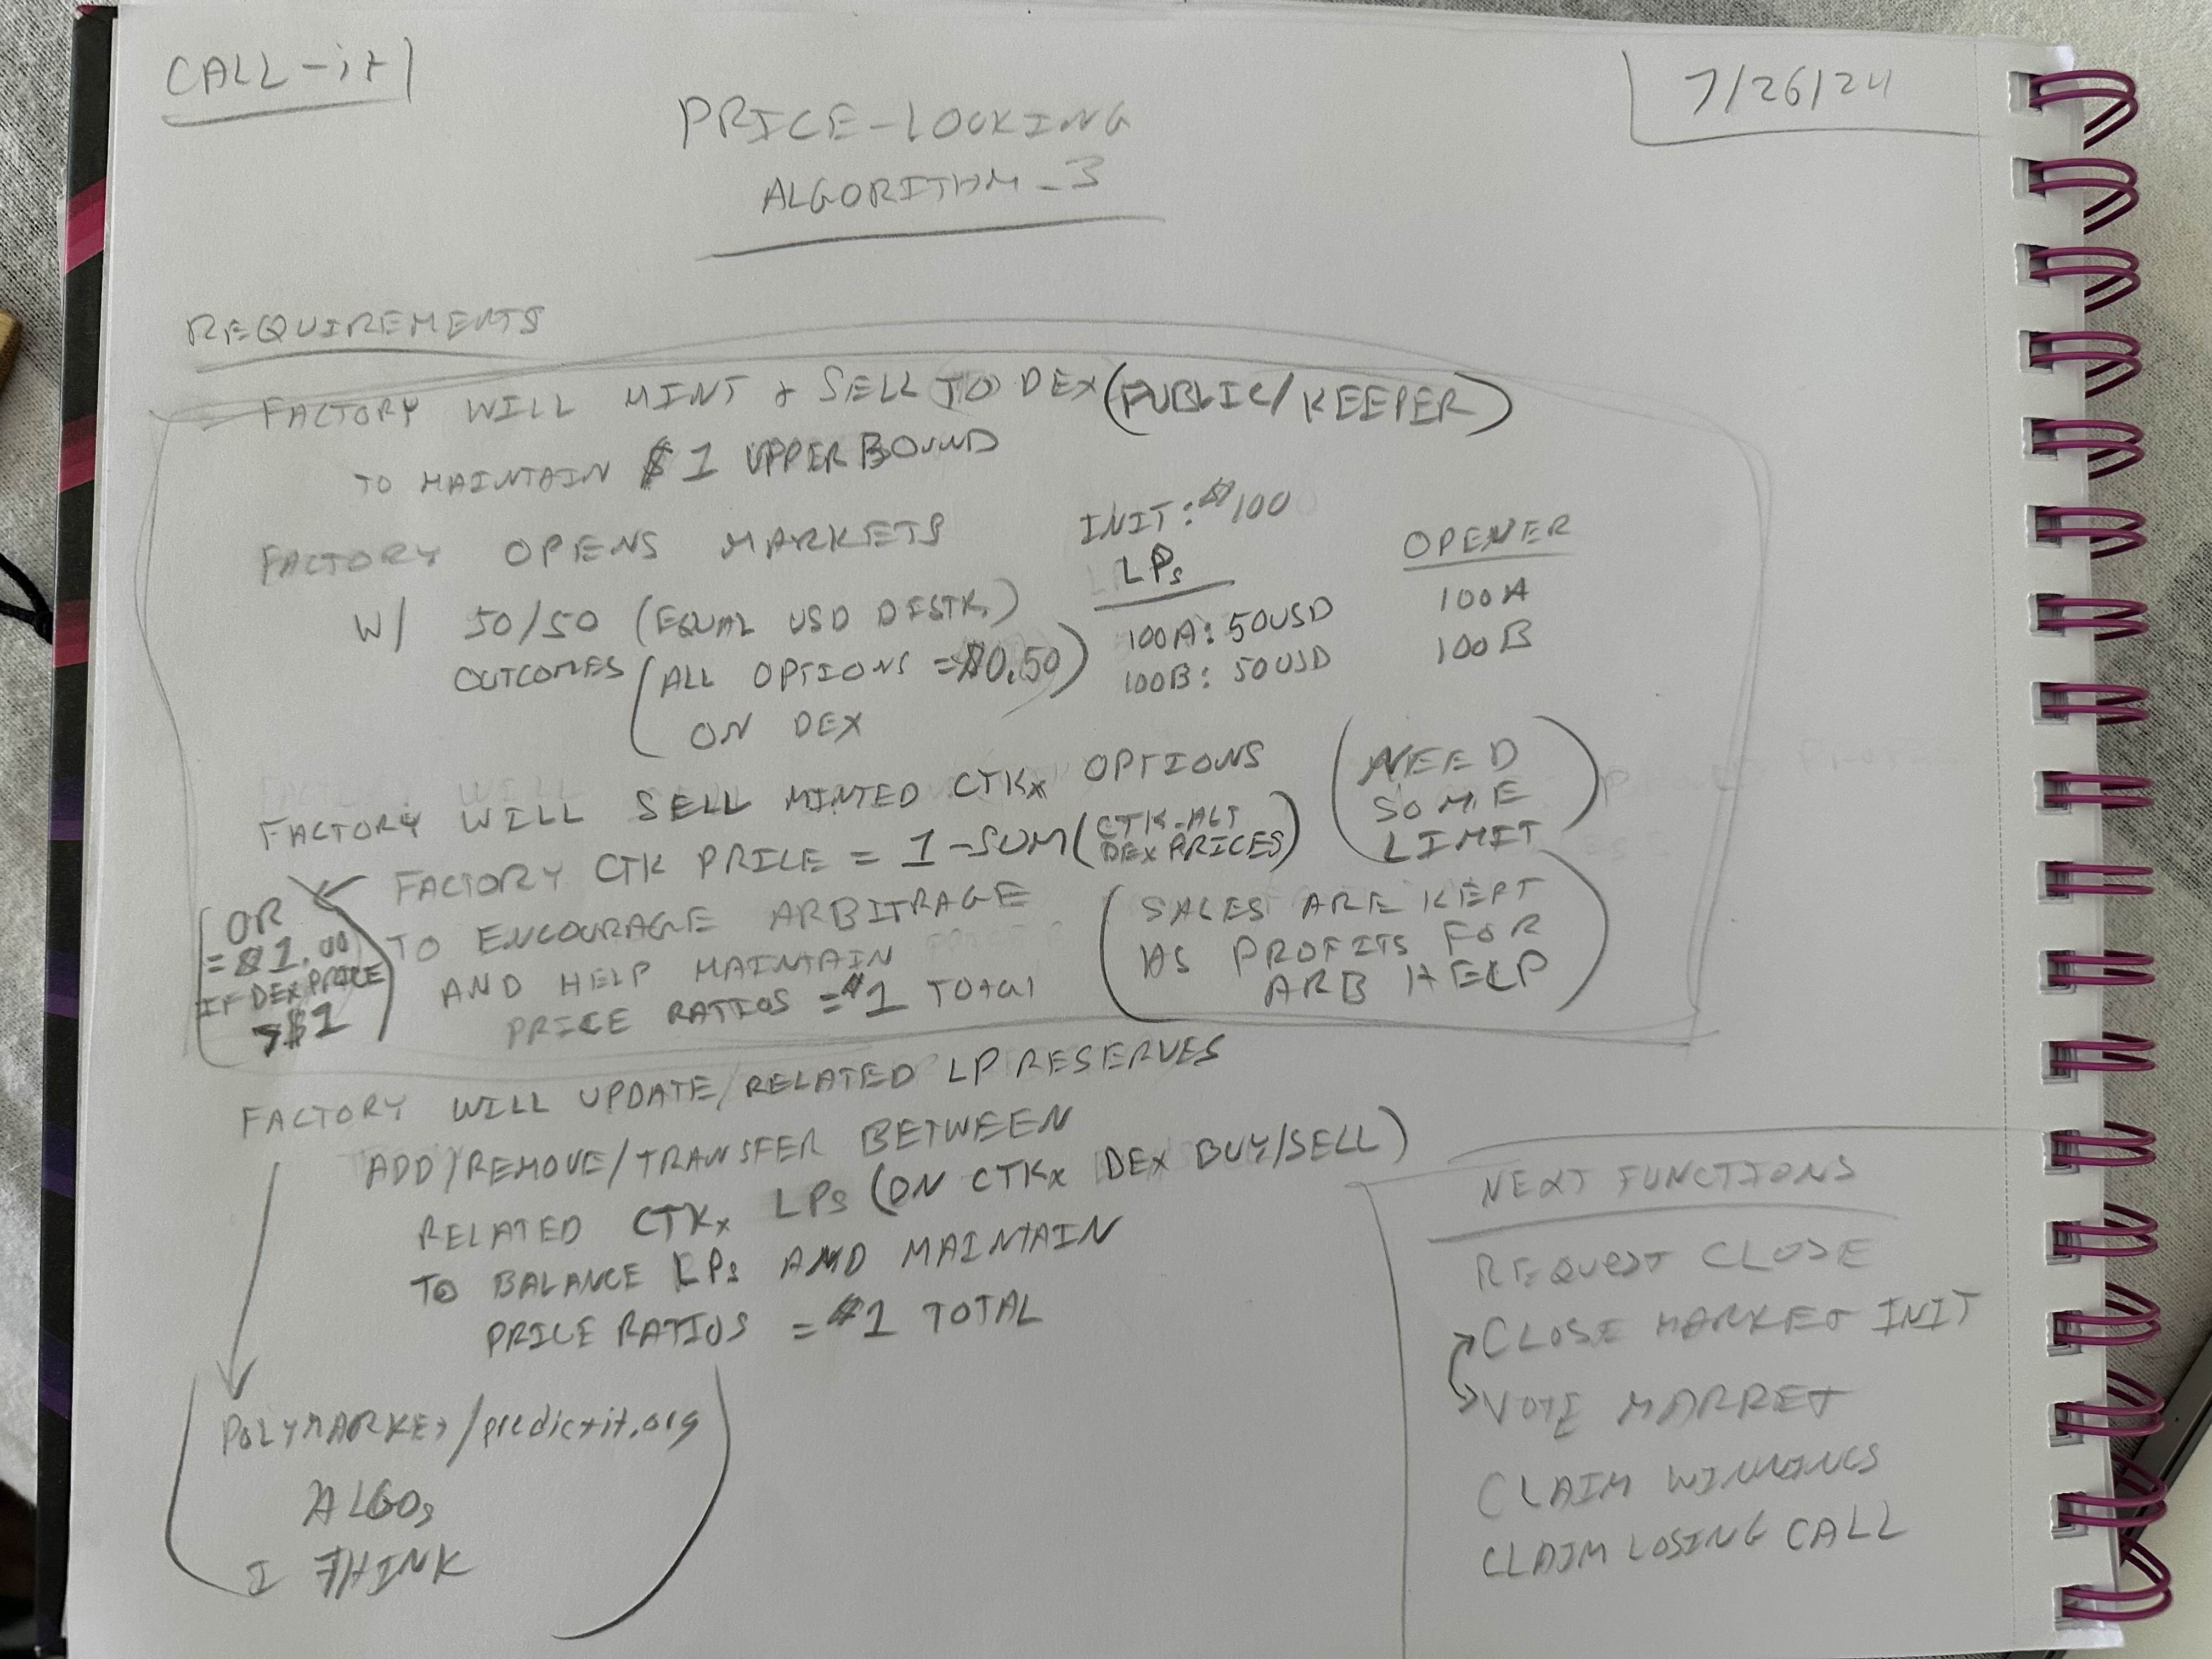 CALL-it
7/26/24
PRICE-LOCKING
ALGORITHM-3
REQUIREMENTS
FACTORY WILL MINT & SELL TO DEX (PUBLIC/KEEPER)
TO MAINTAIN $1 UPPER BOUND
FACTORY OPENS MARKETS
W/ 50/50 (EQUAL USD DISTR.)
OUTCOMES (ALL OPTIONS = $0.50)
ON DEX
INIT: $100
LPs
100A: 50USD
100B: 50USD
OPENER
100A
100B
FACTORY WILL SELL MINTED CTKx OPTIONS
FACTORY CTK PRICE = 1-SUM(CTK-ALT
DEX PRICES)
TO ENCOURAGE ARBITRAGE
AND HELP MAINTAIN
PRICE RATIOS = $1 TOTAL
(NEED
SOME
LIMIT)
(SALES ARE KEPT
AS PROFITS FOR
ARB HELP)
(OR
= $1.00
IF DEX PRICE
>$1)
FACTORY WILL UPDATE/RELATED LP RESERVES
ADD/REMOVE/TRANSFER BETWEEN
RELATED CTKx LPs (ON CTKx DEX BUY/SELL)
TO BALANCE LPs AND MAINTAIN
PRICE RATIOS = $1 TOTAL
(POLYMARKET/predictit.org
ALGOs
I THINK)
NEXT FUNCTIONS
REQUEST CLOSE
CLOSE MARKET INIT
VOTE MARKET
CLAIM WINNINGS
CLAIM LOSING CALL